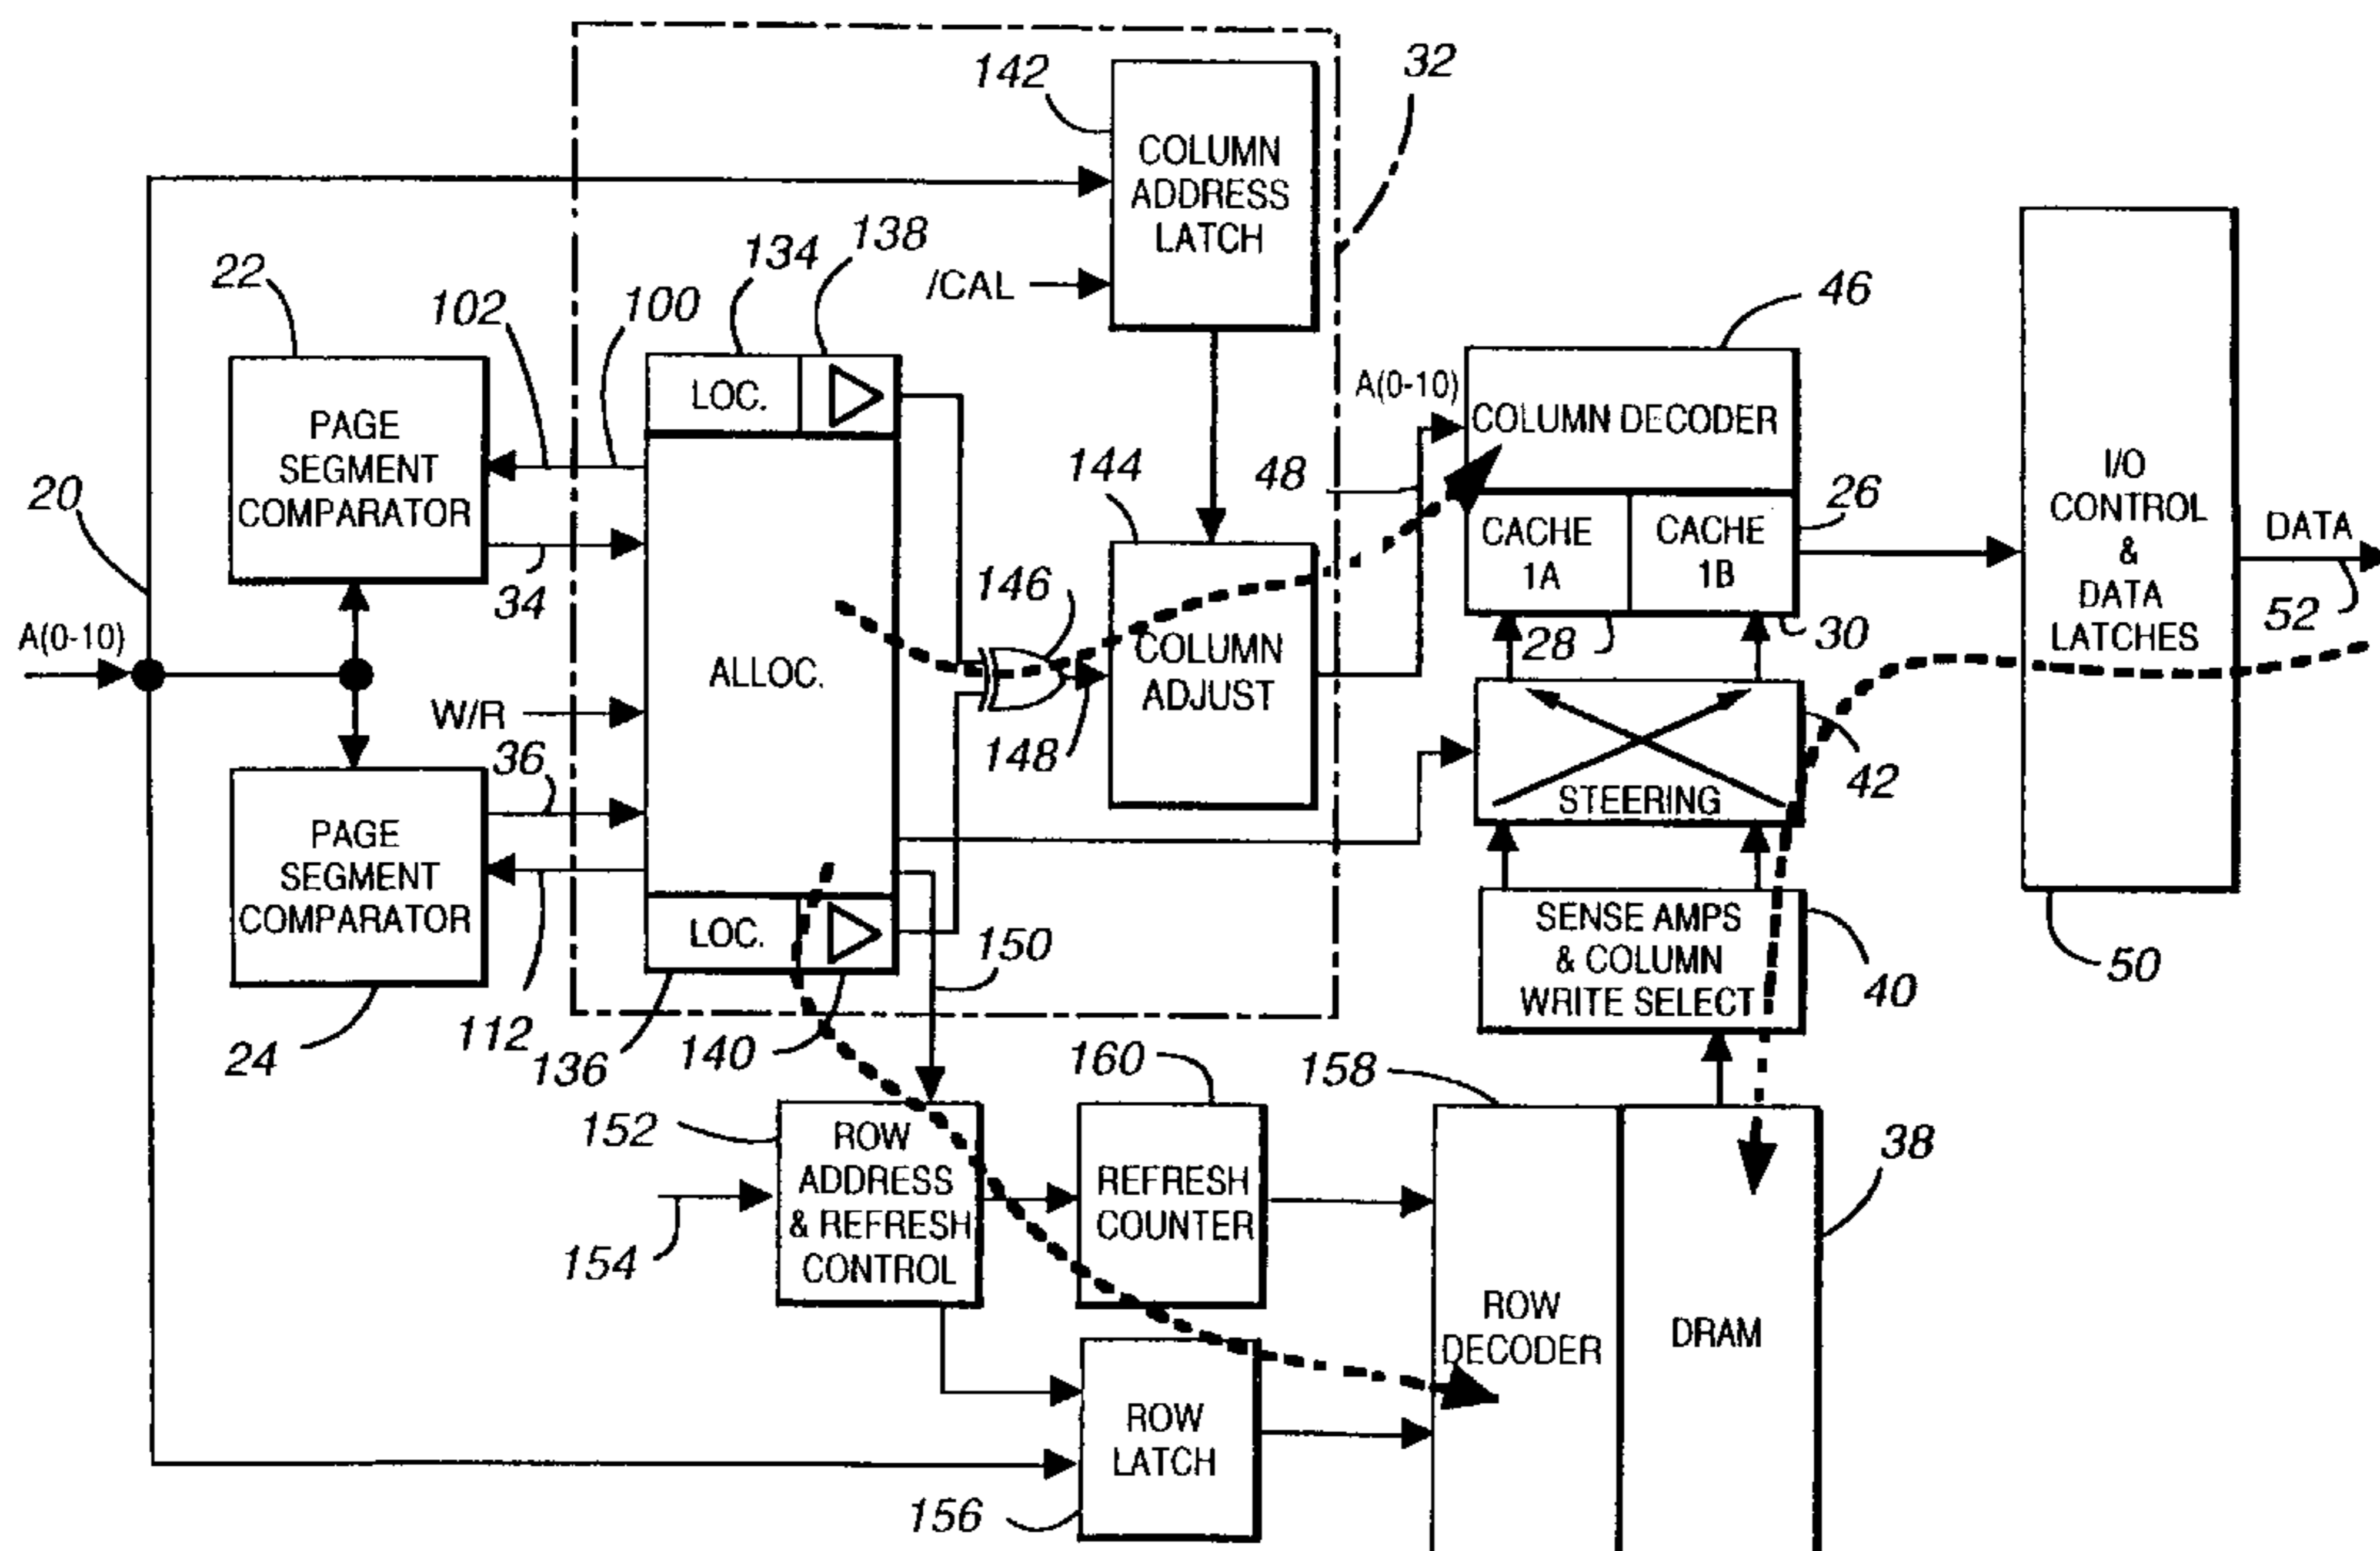 142
32
COLUMN
ADDRESS
LATCH
/CAL
22
102
100
134
138
46
PAGE
SEGMENT
COMPARATOR
LOC.
A(0-10)
COLUMN DECODER
I/O
CONTROL
&
DATA
LATCHES
DATA
52
20
34
144
48
26
CACHE
1A
CACHE
1B
146
28
30
A(0-10)
ALLOC.
COLUMN
ADJUST
W/R
148
36
STEERING
42
PAGE
SEGMENT
COMPARATOR
LOC.
150
SENSE AMPS
& COLUMN
WRITE SELECT
40
50
24
112
136
140
160
158
152
ROW
ADDRESS
& REFRESH
CONTROL
REFRESH
COUNTER
38
154
ROW
DECODER
DRAM
ROW
LATCH
156